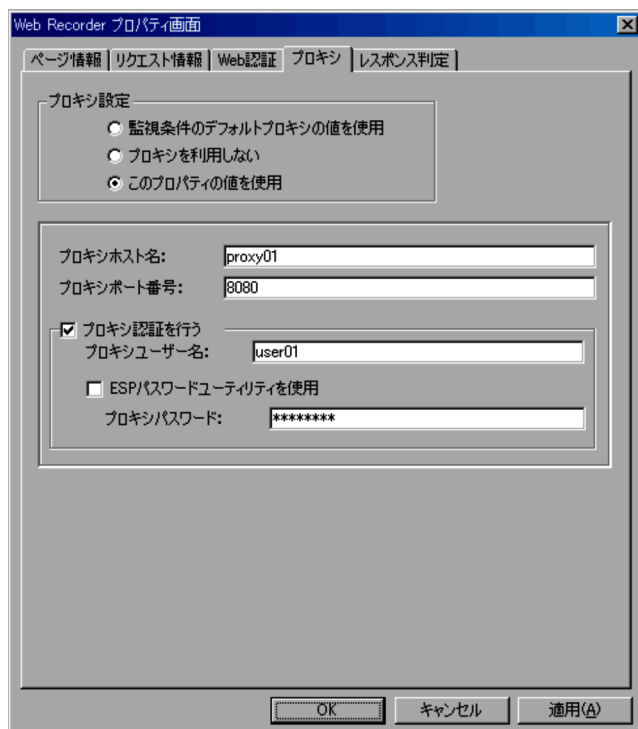 Web Recorder プロパティ画面
ページ情報 リクエスト情報 Web認証 プロキシ レスポンス判定
プロキシ設定
監視条件のデフォルトプロキシの値を使用
プロキシを利用しない
このプロパティの値を使用
プロキシホスト名: proxy01
プロキシポート番号: 8080
プロキシ認証を行う
プロキシユーザー名: user01
ESPパスワードユーティリティを使用
プロキシパスワード: ********
OK キャンセル 適用(A)